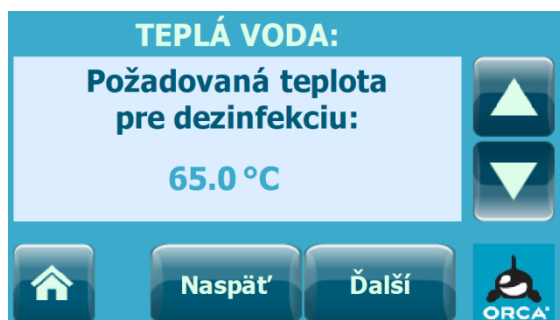 TEPLÁ VODA:
Požadovaná teplota
pre dezinfekciu:
65.0 °C
Naspäť
Ďalší
ORCA